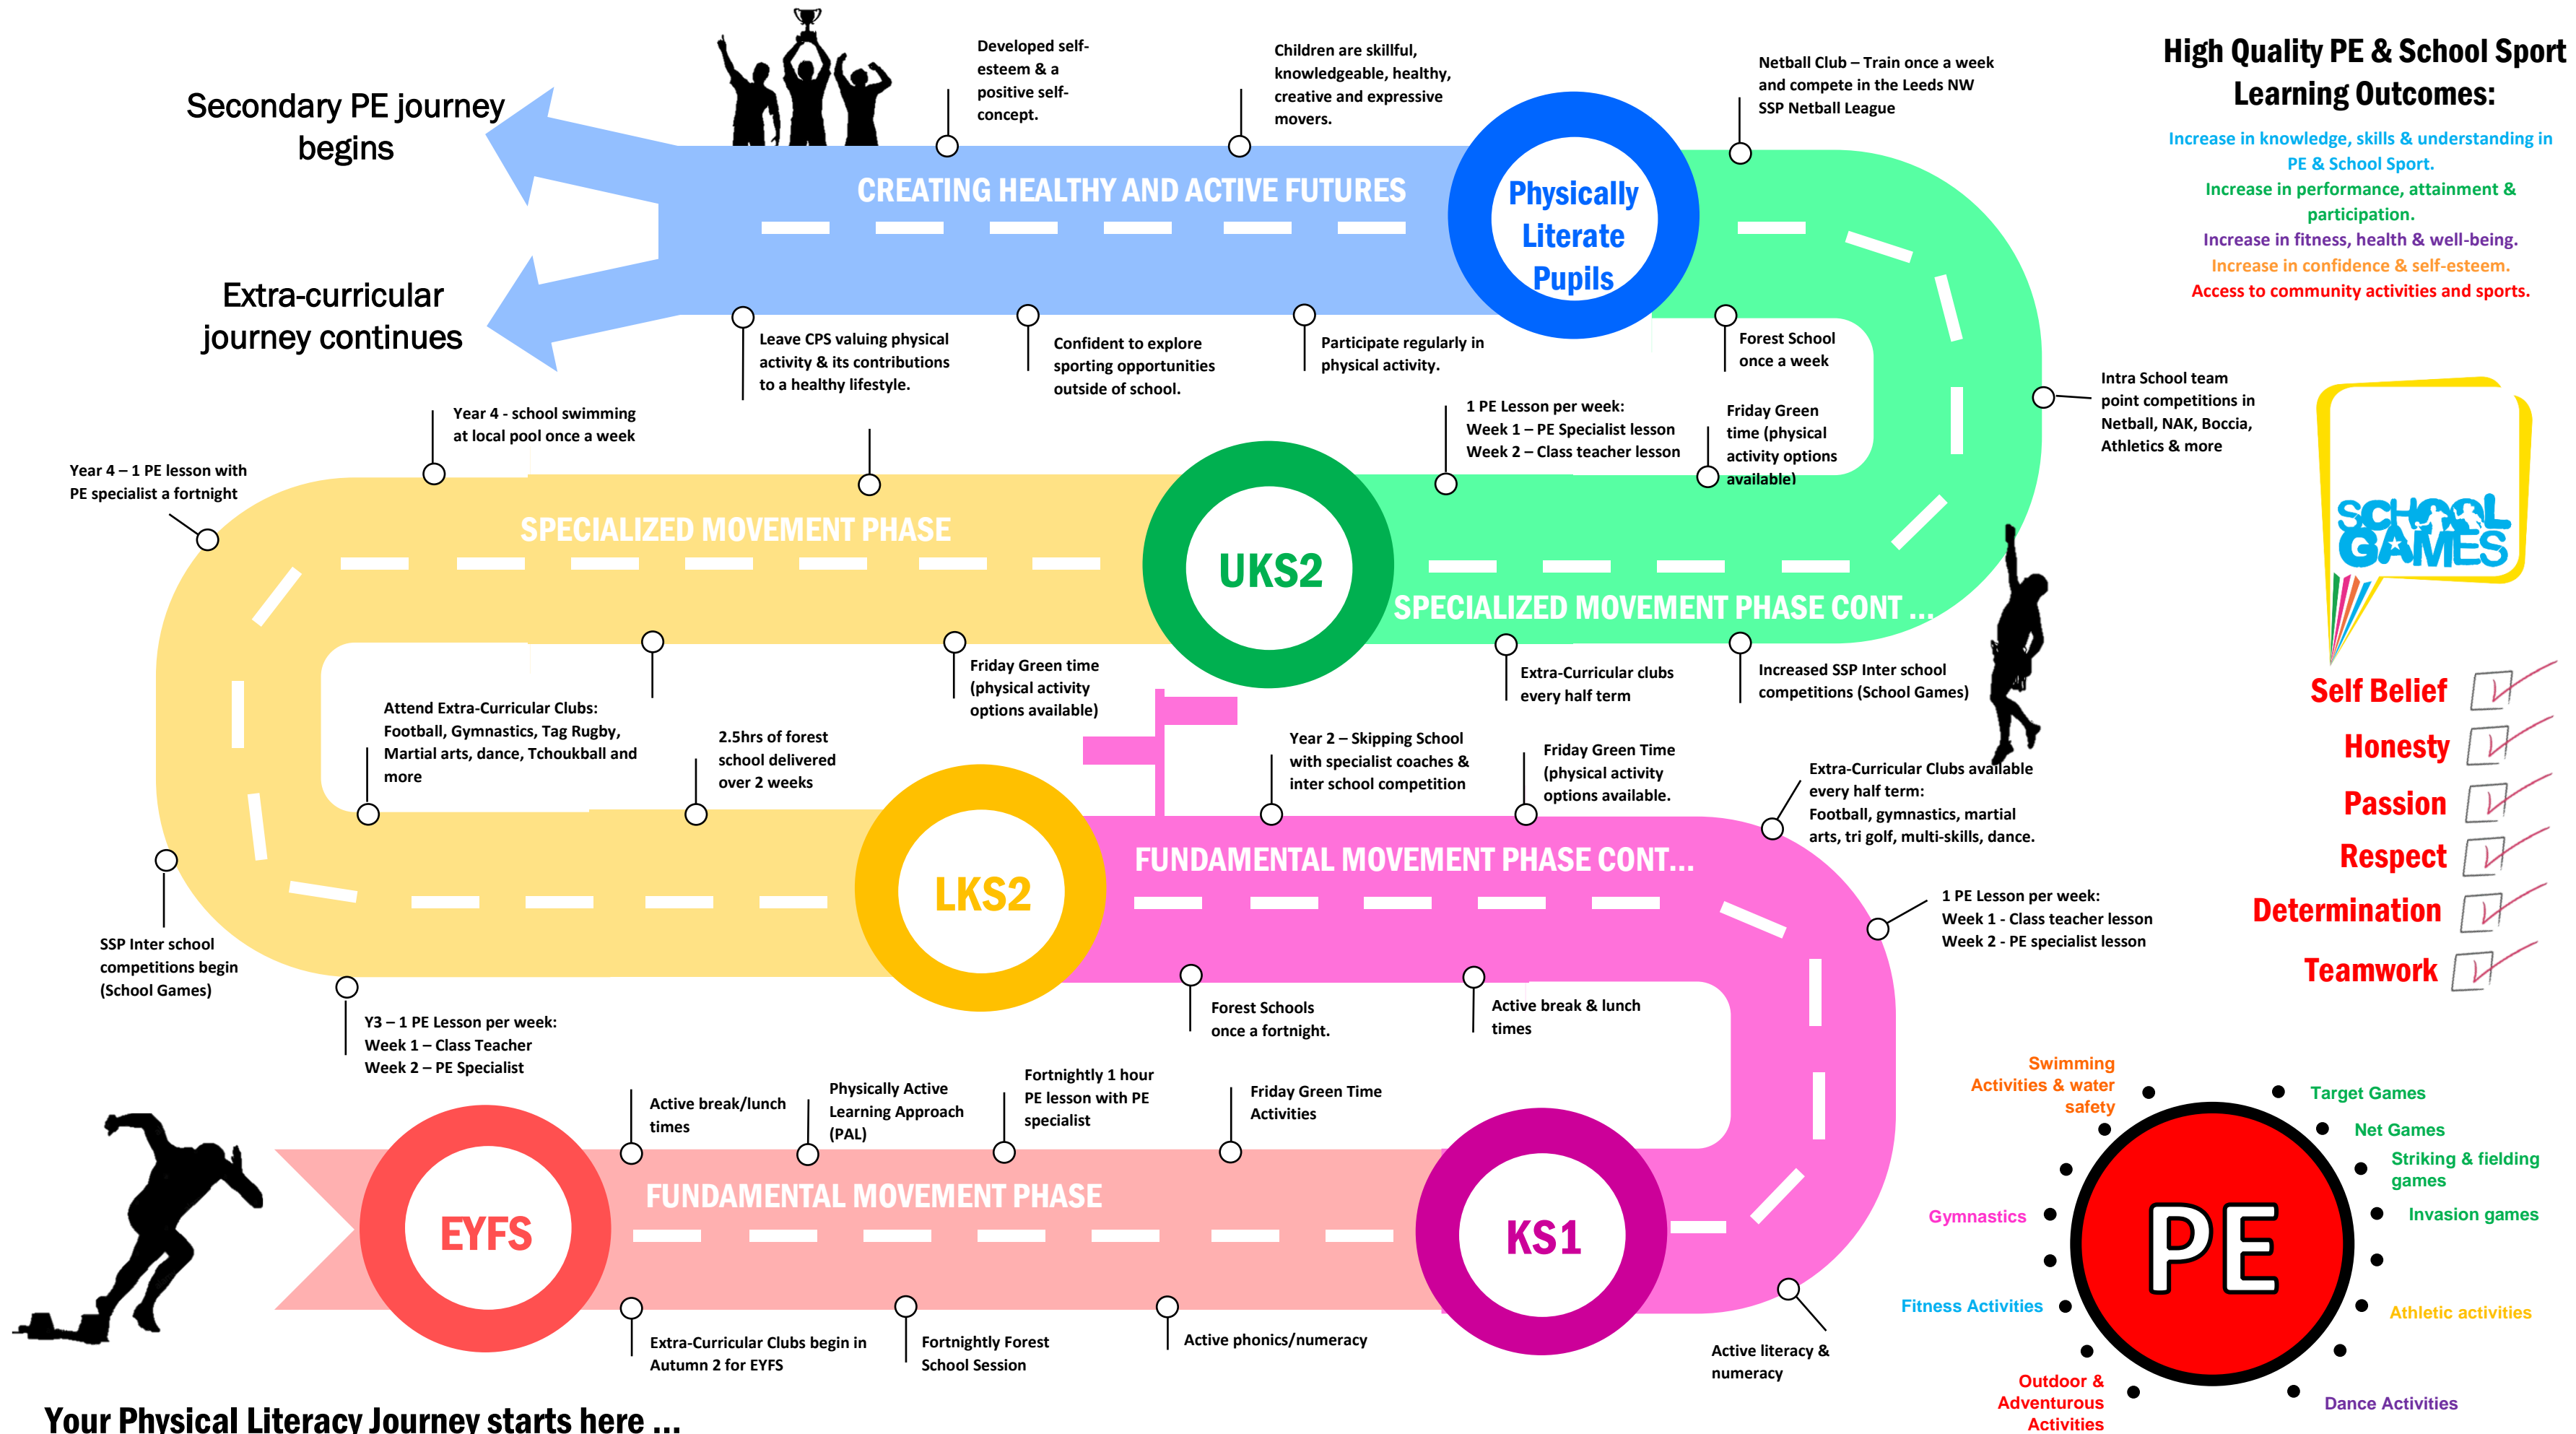 Secondary PE journey
begins
Extra-curricular
journey continues
Developed self-
esteem & a
positive self-
concept.
Children are skillful,
knowledgeable, healthy,
creative and expressive
movers.
CREATING HEALTHY AND ACTIVE FUTURES
Physically
Literate
Pupils
Leave CPS valuing physical
activity & its contributions
to a healthy lifestyle.
Confident to explore
sporting opportunities
outside of school.
Participate regularly in
physical activity.
Netball Club – Train once a week
and compete in the Leeds NW
SSP Netball League
Forest School
once a week
Intra School team
point competitions in
Netball, NAK, Boccia,
Athletics & more
1 PE Lesson per week:
Week 1 – PE Specialist lesson
Week 2 – Class teacher lesson
Friday Green
time (physical
activity options
available)
High Quality PE & School Sport
Learning Outcomes:
Increase in knowledge, skills & understanding in
PE & School Sport.
Increase in performance, attainment &
participation.
Increase in fitness, health & well-being.
Increase in confidence & self-esteem.
Access to community activities and sports.
Year 4 - school swimming
at local pool once a week
Year 4 – 1 PE lesson with
PE specialist a fortnight
SPECIALIZED MOVEMENT PHASE
UKS2
SPECIALIZED MOVEMENT PHASE CONT ...
Friday Green time
(physical activity
options available)
Extra-Curricular clubs
every half term
Increased SSP Inter school
competitions (School Games)
SCHOOL
GAMES
Self Belief
Honesty
Passion
Respect
Determination
Teamwork
Attend Extra-Curricular Clubs:
Football, Gymnastics, Tag Rugby,
Martial arts, dance, Tchoukball and
more
2.5hrs of forest
school delivered
over 2 weeks
Year 2 – Skipping School
with specialist coaches &
inter school competition
Friday Green Time
(physical activity
options available.
Extra-Curricular Clubs available
every half term:
Football, gymnastics, martial
arts, tri golf, multi-skills, dance.
LKS2
FUNDAMENTAL MOVEMENT PHASE CONT...
1 PE Lesson per week:
Week 1 - Class teacher lesson
Week 2 - PE specialist lesson
SSP Inter school
competitions begin
(School Games)
Y3 – 1 PE Lesson per week:
Week 1 – Class Teacher
Week 2 – PE Specialist
Forest Schools
once a fortnight.
Active break & lunch
times
Active break/lunch
times
Physically Active
Learning Approach
(PAL)
Fortnightly 1 hour
PE lesson with PE
specialist
Friday Green Time
Activities
EYFS
FUNDAMENTAL MOVEMENT PHASE
KS1
Extra-Curricular Clubs begin in
Autumn 2 for EYFS
Fortnightly Forest
School Session
Active phonics/numeracy
Active literacy &
numeracy
Swimming
Activities & water
safety
Gymnastics
Fitness Activities
Outdoor &
Adventurous
Activities
PE
Target Games
Net Games
Striking & fielding
games
Invasion games
Athletic activities
Dance Activities
Your Physical Literacy Journey starts here ...